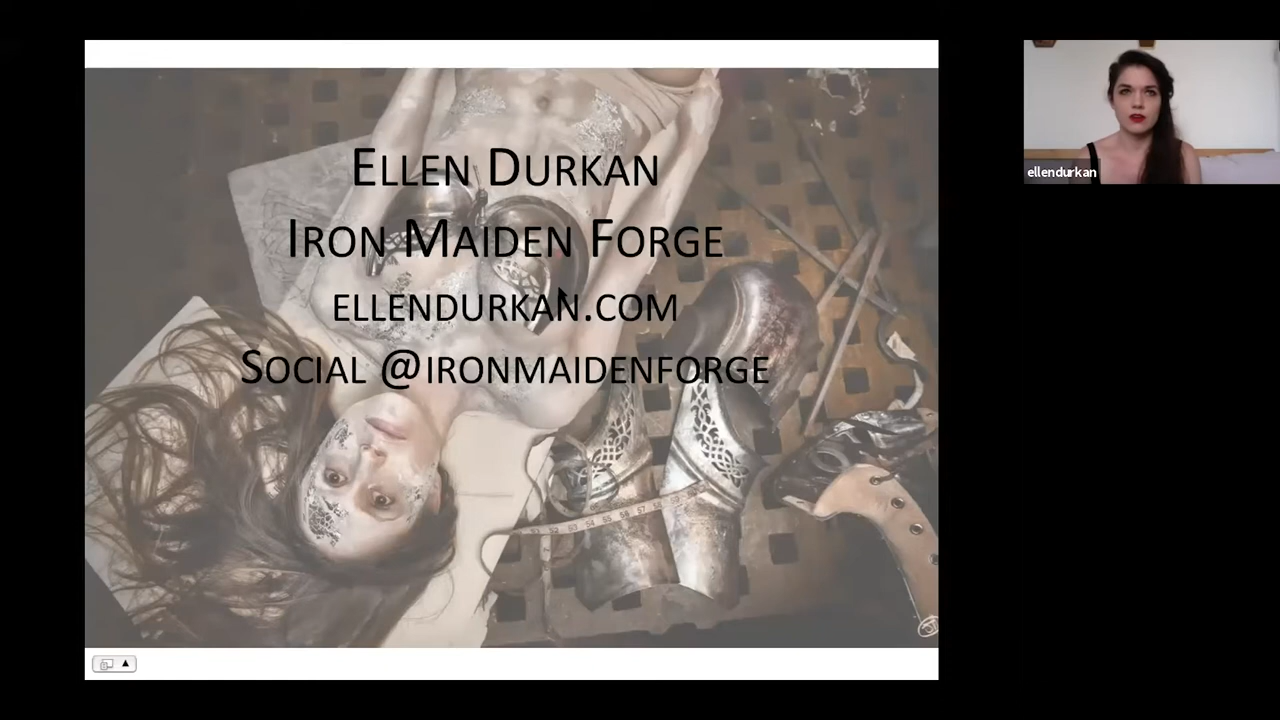 Ellen Durkan
Iron Maiden Forge
ellendurkan.com
Social @ironmaidenforge
ellendurkan